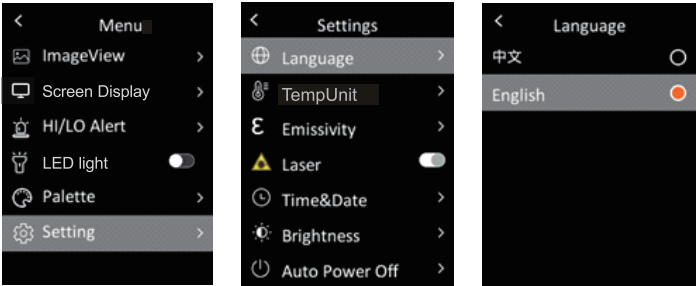 Menu
ImageView
Screen Display
HI/LO Alert
LED light
Palette
Setting
Settings
Language
TempUnit
Emissivity
Laser
Time&Date
Brightness
Auto Power Off
Language
中文
English